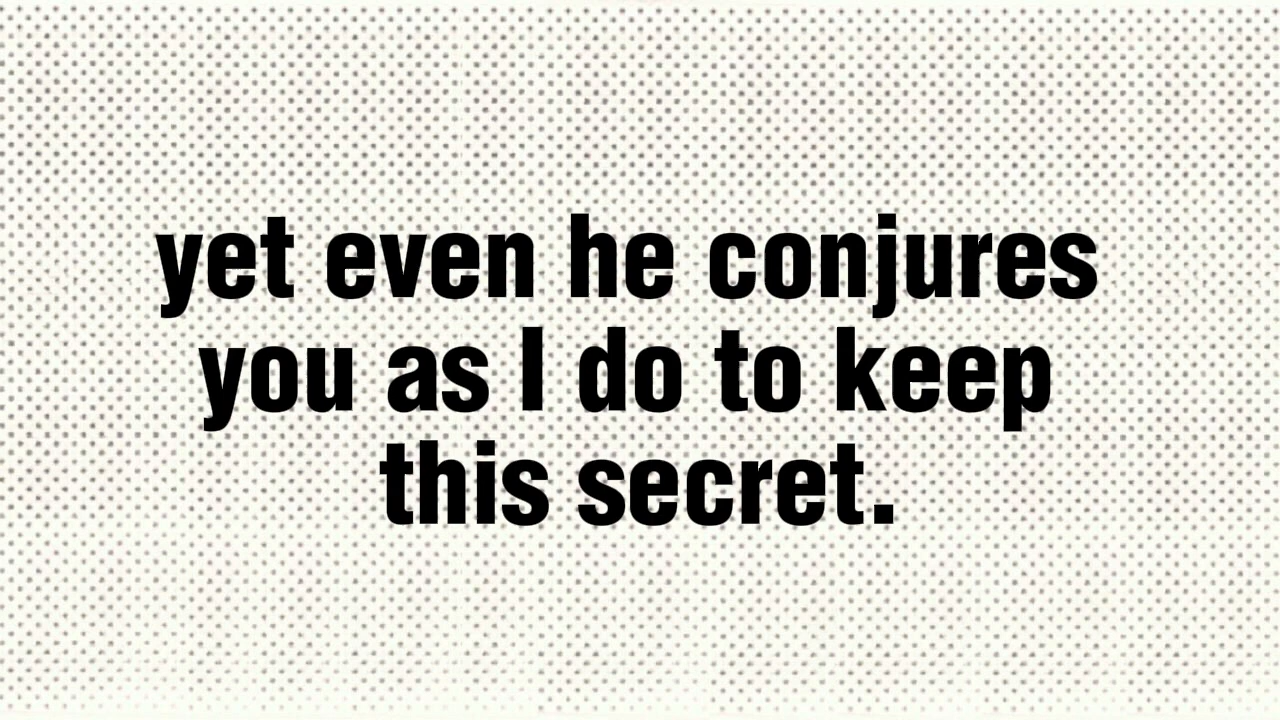 yet even he conjures
you as I do to keep
this secret.